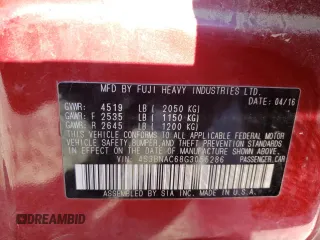 MFD BY FUJI HEAVY INDUSTRIES LTD.
DATE 04/16
GVWR: 4519 LB ( 2050 KG)
GAWR: F 2535 LB ( 1150 KG)
GAWR: R 2645 LB ( 1200 KG)
THIS VEHICLE CONFORMS TO ALL APPLICABLE FEDERAL MOTOR
VEHICLE SAFETY, BUMPER, AND THEFT PREVENTION STANDARDS
IN EFFECT ON THE DATE OF MANUFACTURE SHOWN ABOVE.
VIN: PASSENGER CAR
ASSEMBLED BY SIA INC. MADE IN U.S.A.
DREAMBID